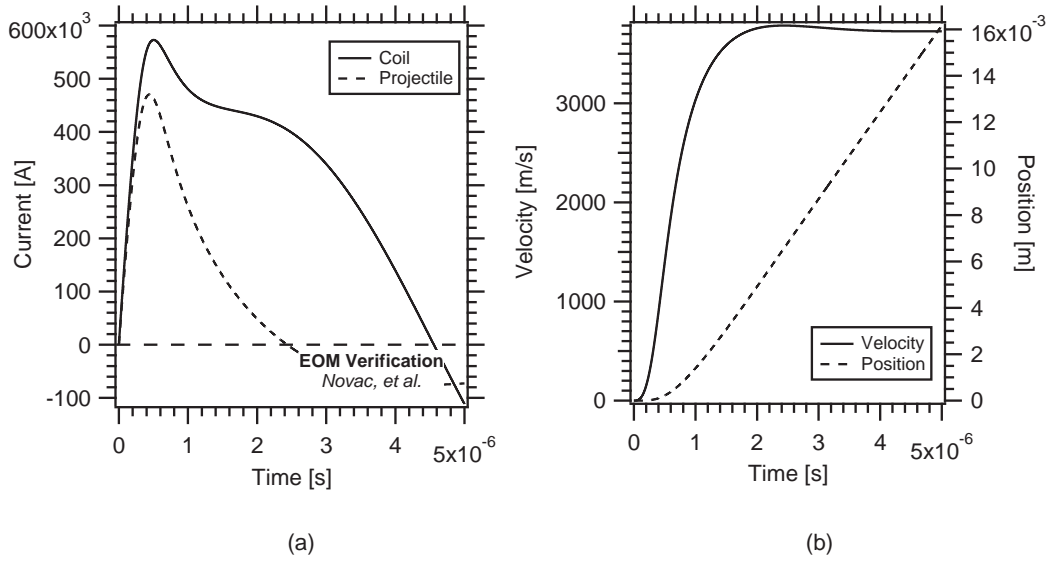 600x10³
500
400
300
200
100
0
-100
Current [A]
Coil
Projectile
EOM Verification
Novac, et al.
0
1
2
3
4
5x10⁻⁶
Time [s]
(a)
3000
2000
1000
0
Velocity [m/s]
16x10⁻³
14
12
10
8
6
4
2
0
Position [m]
Velocity
Position
0
1
2
3
4
5x10⁻⁶
Time [s]
(b)